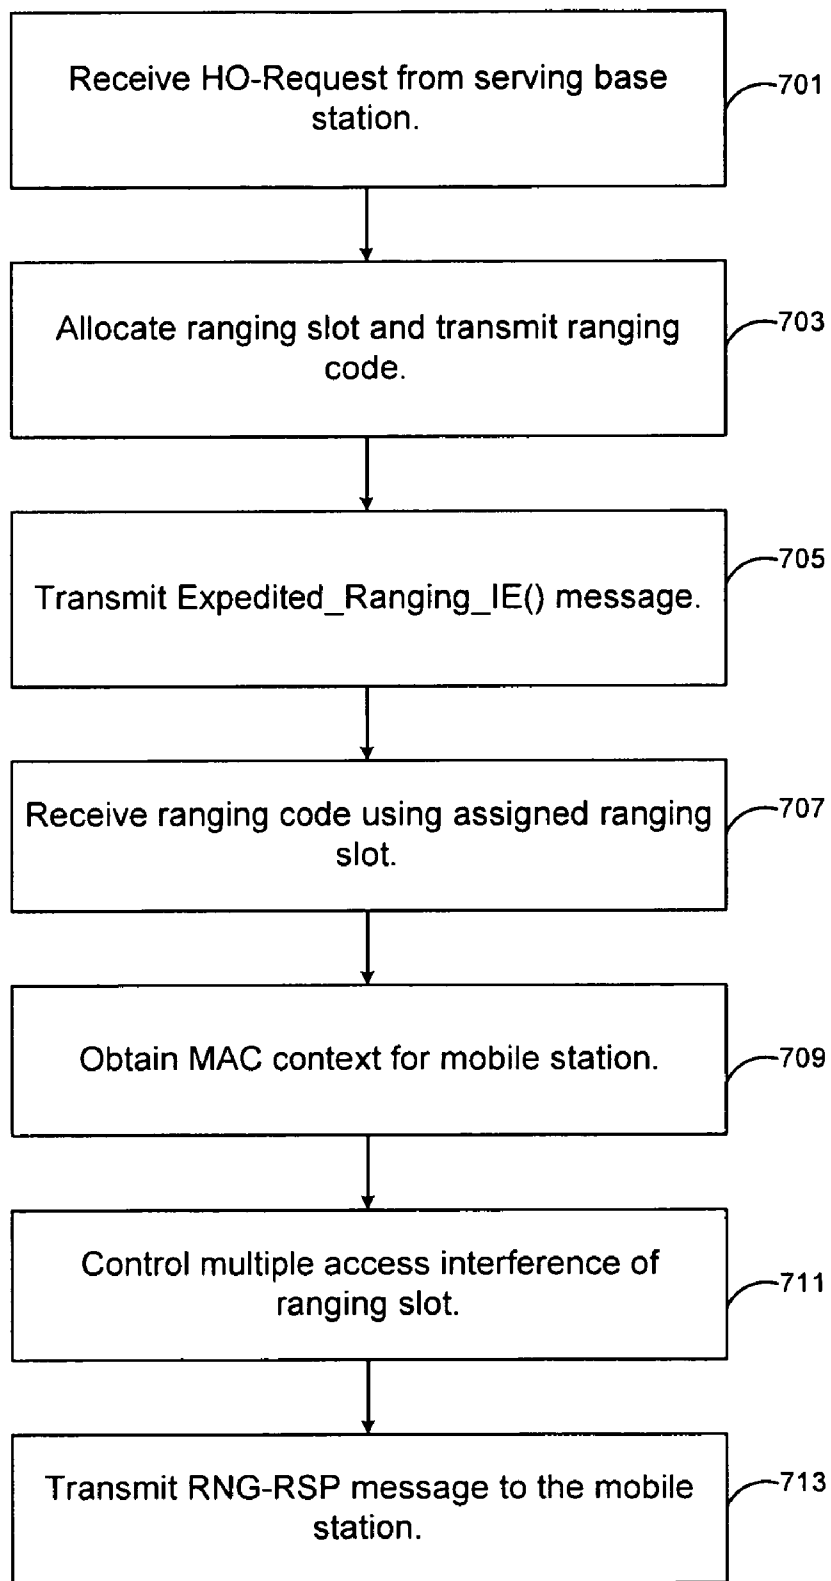 Receive HO-Request from serving base
station.
701
Allocate ranging slot and transmit ranging
code.
703
Transmit Expedited_Ranging_IE() message.
705
Receive ranging code using assigned ranging
slot.
707
Obtain MAC context for mobile station.
709
Control multiple access interference of
ranging slot.
711
Transmit RNG-RSP message to the mobile
station.
713